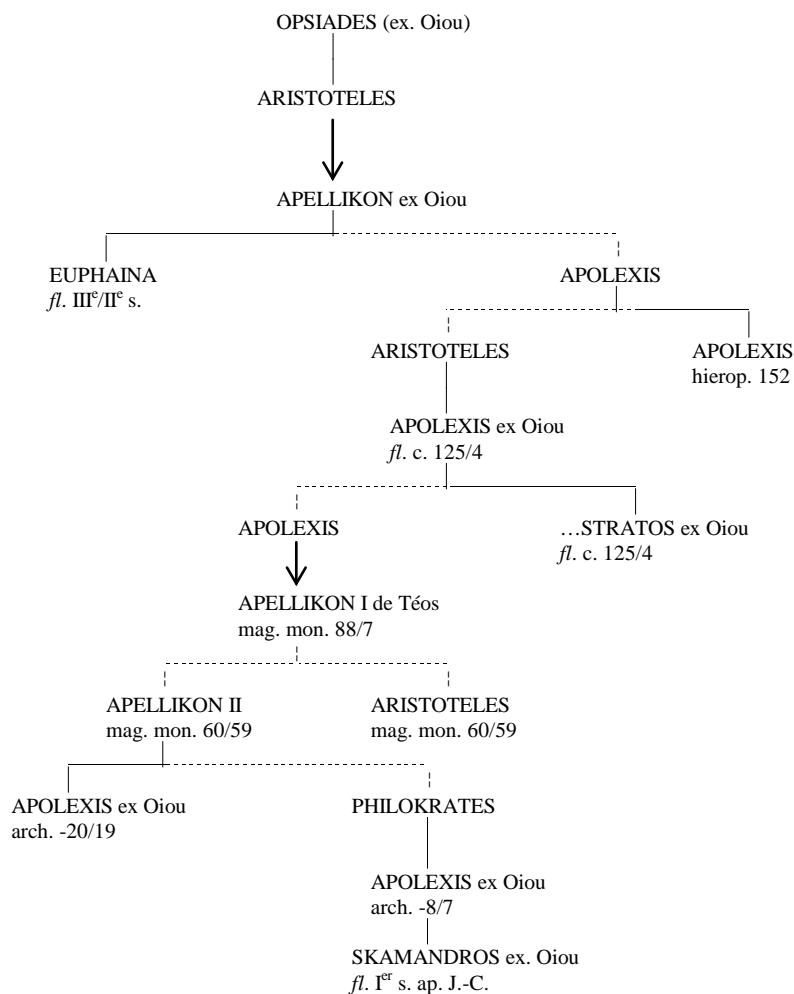 OPSIADES (ex. Oiou)
ARISTOTELES
APELLIKON ex Oiou
EUPHAINA
fl. IIIe/IIe s.
APOLEXIS
ARISTOTELES
APOLEXIS
hierop. 152
APOLEXIS ex Oiou
fl. c. 125/4
APOLEXIS
…STRATOS ex Oiou
fl. c. 125/4
APELLIKON I de Téos
mag. mon. 88/7
APELLIKON II
mag. mon. 60/59
ARISTOTELES
mag. mon. 60/59
APOLEXIS ex Oiou
arch. -20/19
PHILOKRATES
APOLEXIS ex Oiou
arch. -8/7
SKAMANDROS ex. Oiou
fl. Ier s. ap. J.-C.